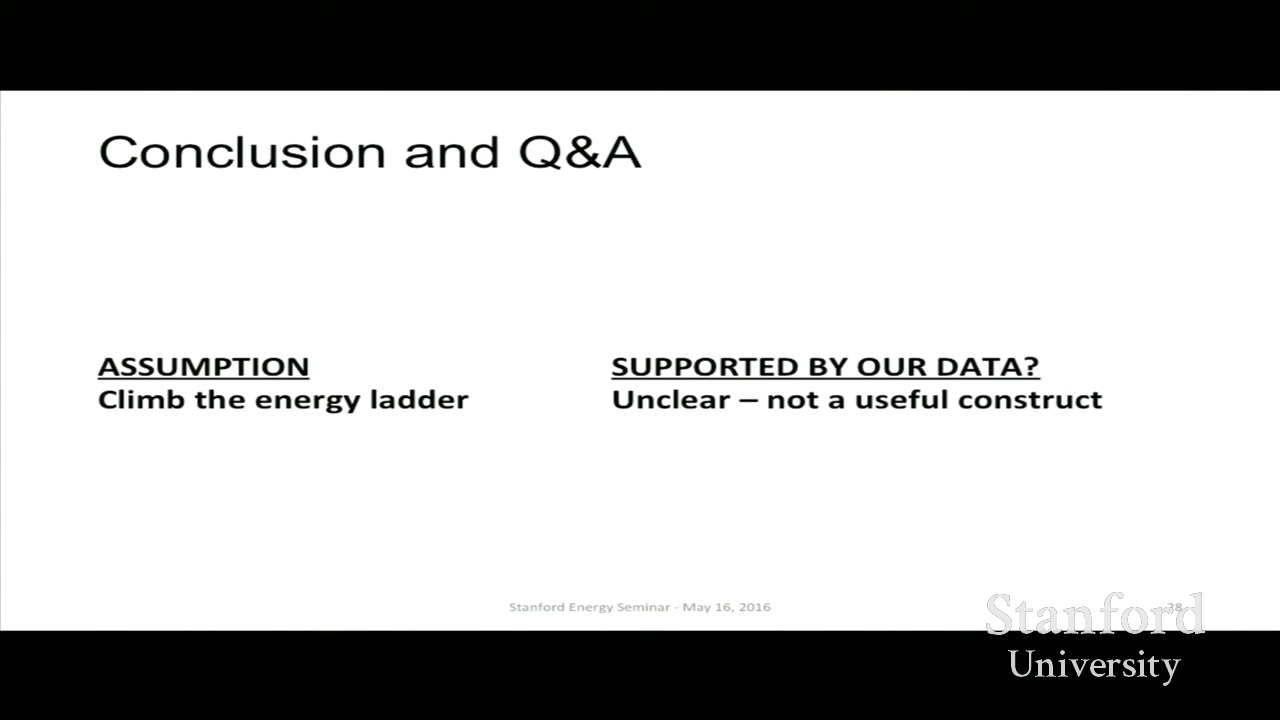 Conclusion and Q&A
ASSUMPTION
Climb the energy ladder
SUPPORTED BY OUR DATA?
Unclear – not a useful construct
Stanford Energy Seminar - May 16, 2016
38
Stanford
University